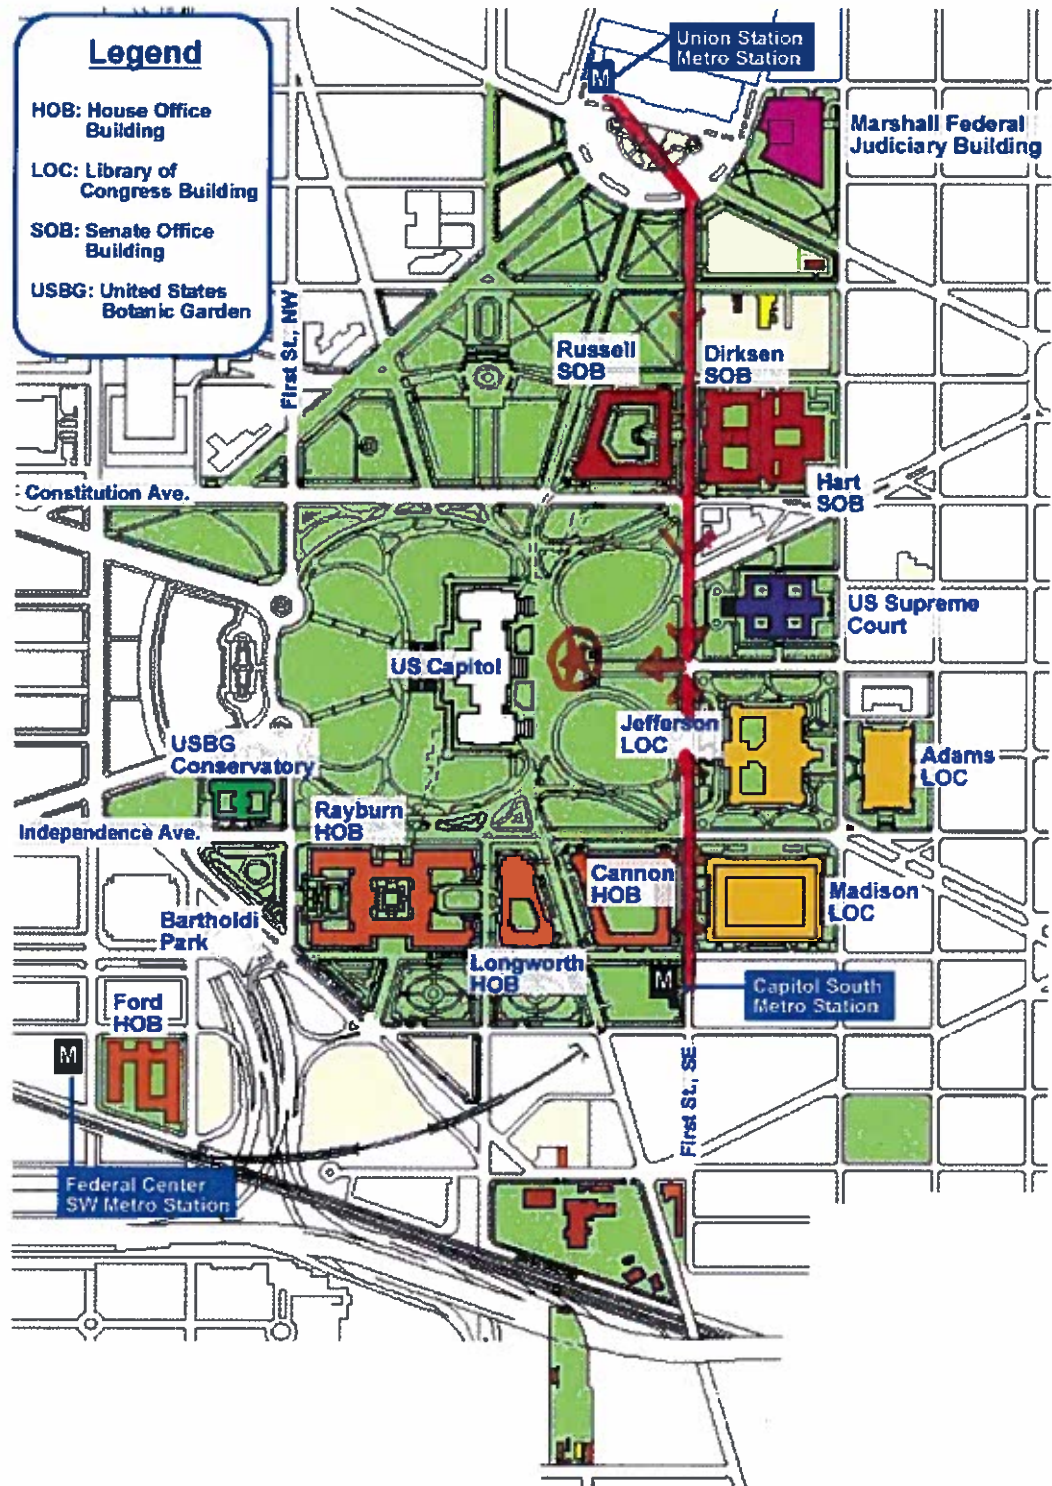 Legend
HOB: House Office
Building
LOC: Library of
Congress Building
SOB: Senate Office
Building
USBG: United States
Botanic Garden
Union Station
Metro Station
M
Marshall Federal
Judiciary Building
First St., NW
Russell
SOB
Dirksen
SOB
Hart
SOB
Constitution Ave.
US Supreme
Court
US Capitol
Jefferson
LOC
Adams
LOC
USBG
Conservatory
Rayburn
HOB
Independence Ave.
Cannon
HOB
Madison
LOC
Bartholdi
Park
Longworth
HOB
M
Capitol South
Metro Station
Ford
HOB
M
First St., SE
Federal Center
SW Metro Station